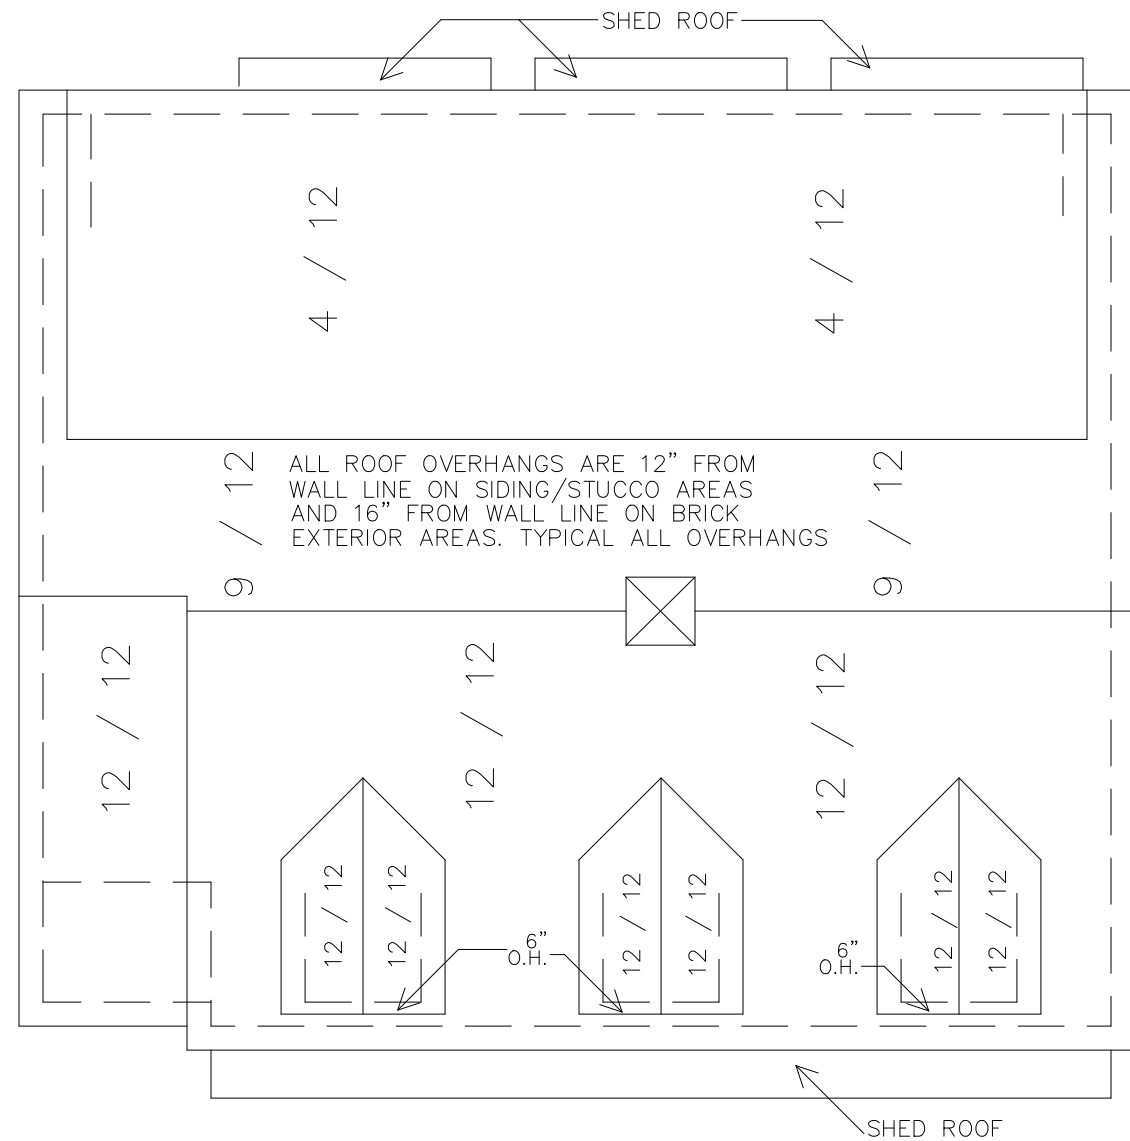 SHED ROOF
4 / 12
4 / 12
9 / 12
ALL ROOF OVERHANGS ARE 12” FROM
WALL LINE ON SIDING/STUCCO AREAS
AND 16” FROM WALL LINE ON BRICK
EXTERIOR AREAS. TYPICAL ALL OVERHANGS
9 / 12
12 / 12
12 / 12
12 / 12
12 / 12
12 / 12
12 / 12
12 / 12
12 / 12
12 / 12
6”
O.H.
6”
O.H.
SHED ROOF